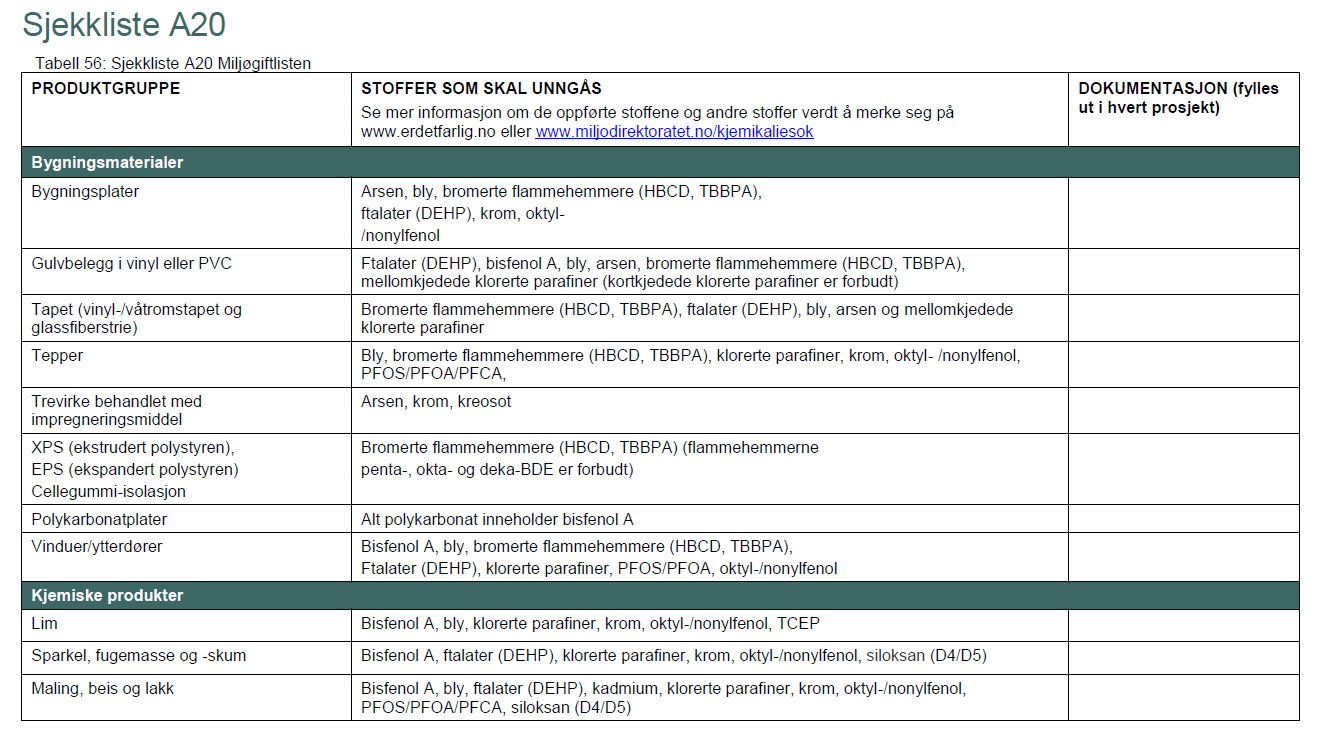 Sjekkliste A20
Tabell 56: Sjekkliste A20 Miljøgiftlisten
PRODUKTGRUPPE
STOFFER SOM SKAL UNNGÅS
Se mer informasjon om de oppførte stoffene og andre stoffer verdt å merke seg på
www.erdetfarlig.no eller www.miljodirektoratet.no/kjemikaliesok
DOKUMENTASJON (fylles
ut i hvert prosjekt)
Bygningsmaterialer
Bygningsplater
Arsen, bly, bromerte flammehemmere (HBCD, TBBPA),
ftalater (DEHP), krom, oktyl-
/nonylfenol
Gulvbelegg i vinyl eller PVC
Ftalater (DEHP), bisfenol A, bly, arsen, bromerte flammehemmere (HBCD, TBBPA),
mellomkjedede klorerte parafiner (kortkjedede klorerte parafiner er forbudt)
Tapet (vinyl-/våtromstapet og
glassfiberstrie)
Bromerte flammehemmere (HBCD, TBBPA), ftalater (DEHP), bly, arsen og mellomkjedede
klorerte parafiner
Tepper
Bly, bromerte flammehemmere (HBCD, TBBPA), klorerte parafiner, krom, oktyl- /nonylfenol,
PFOS/PFOA/PFCA,
Trevirke behandlet med
impregneringsmiddel
Arsen, krom, kreosot
XPS (ekstrudert polystyren),
EPS (ekspandert polystyren)
Cellegummi-isolasjon
Bromerte flammehemmere (HBCD, TBBPA) (flammehemmerne
penta-, okta- og deka-BDE er forbudt)
Polykarbonatplater
Alt polykarbonat inneholder bisfenol A
Vinduer/ytterdører
Bisfenol A, bly, bromerte flammehemmere (HBCD, TBBPA),
Ftalater (DEHP), klorerte parafiner, PFOS/PFOA, oktyl-/nonylfenol
Kjemiske produkter
Lim
Bisfenol A, bly, klorerte parafiner, krom, oktyl-/nonylfenol, TCEP
Sparkel, fugemasse og -skum
Bisfenol A, ftalater (DEHP), klorerte parafiner, krom, oktyl-/nonylfenol, siloksan (D4/D5)
Maling, beis og lakk
Bisfenol A, bly, ftalater (DEHP), kadmium, klorerte parafiner, krom, oktyl-/nonylfenol,
PFOS/PFOA/PFCA, siloksan (D4/D5)